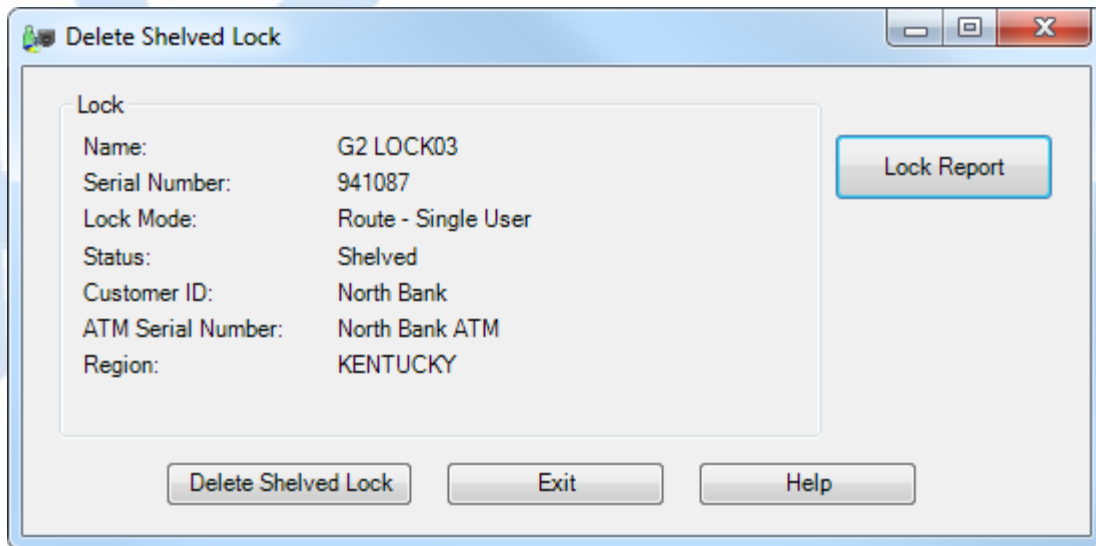 Delete Shelved Lock
Lock
Name: G2 LOCK03
Serial Number: 941087
Lock Mode: Route - Single User
Status: Shelved
Customer ID: North Bank
ATM Serial Number: North Bank ATM
Region: KENTUCKY
Lock Report
Delete Shelved Lock Exit Help